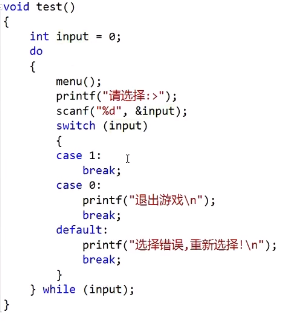 void test()
{
    int input = 0;
    do
    {
        menu();
        printf("请选择:>");
        scanf("%d", &input);
        switch (input)
        {
        case 1:
            break;
        case 0:
            printf("退出游戏\n");
            break;
        default:
            printf("选择错误,重新选择!\n");
            break;
        }
    } while (input);
}